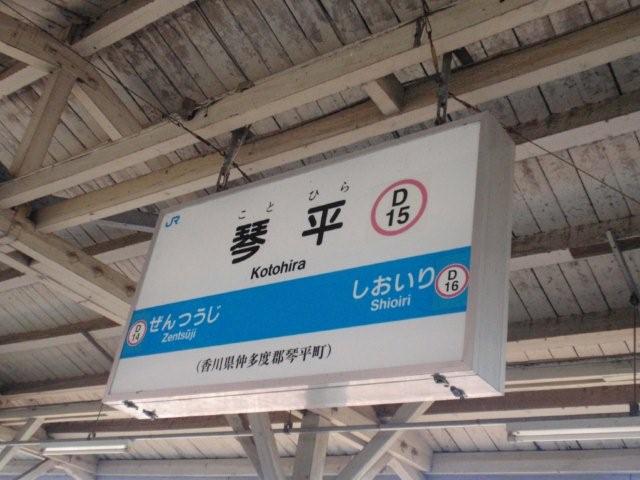 JR
こと ひら
琴平
D
15
Kotohira
しおいり
Shioiri
D
16
D
14
ぜんつうじ
Zentsūji
(香川県仲多度郡琴平町)